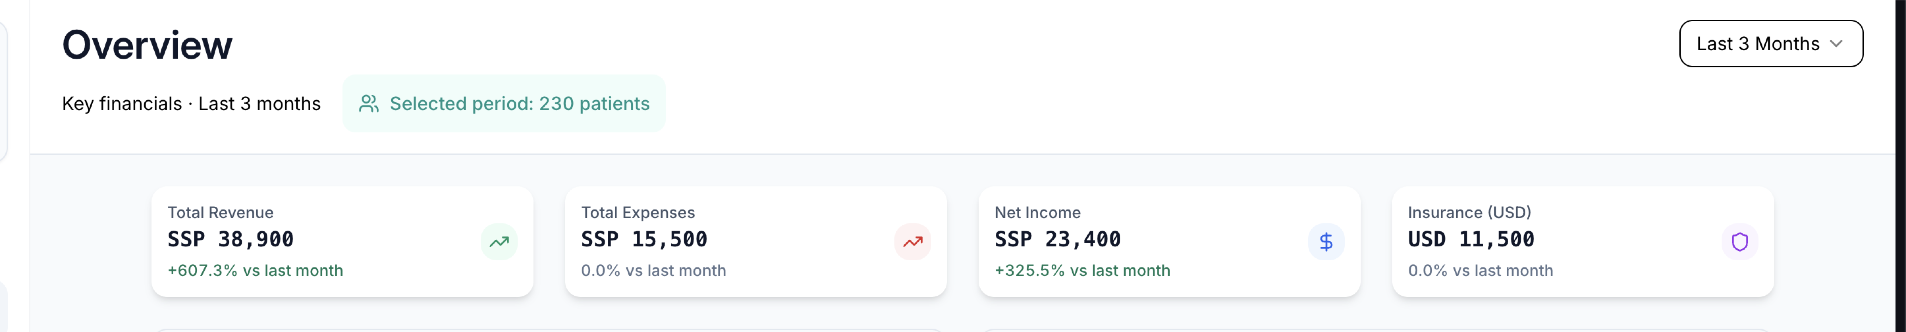 Overview
Last 3 Months
Key financials · Last 3 months
Selected period: 230 patients
Total Revenue
SSP 38,900
+607.3% vs last month
Total Expenses
SSP 15,500
0.0% vs last month
Net Income
SSP 23,400
+325.5% vs last month
Insurance (USD)
USD 11,500
0.0% vs last month